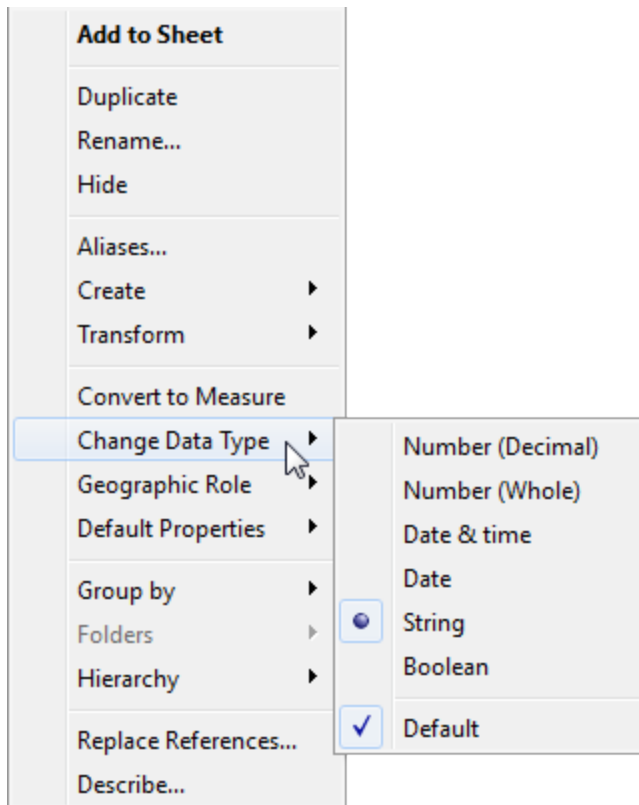 Add to Sheet
Duplicate
Rename...
Hide
Aliases...
Create
Transform
Convert to Measure
Change Data Type
Geographic Role
Default Properties
Group by
Folders
Hierarchy
Replace References...
Describe...
Number (Decimal)
Number (Whole)
Date & time
Date
String
Boolean
Default